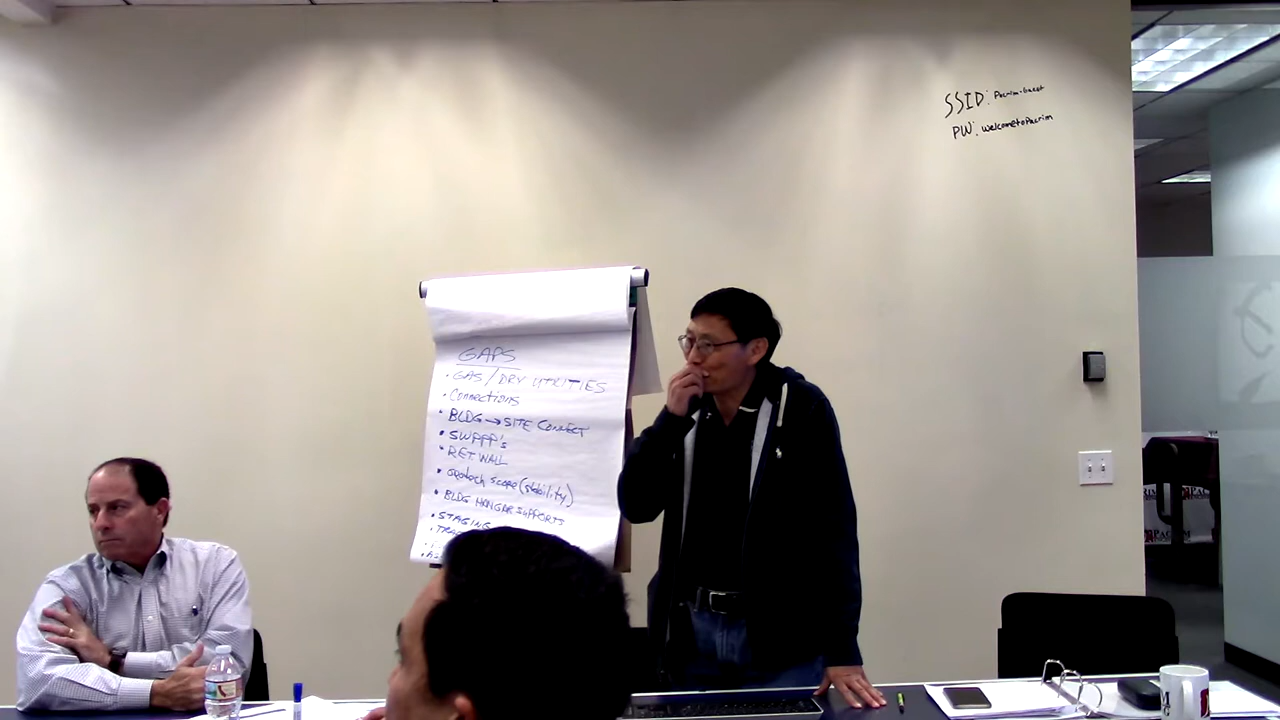 SSID: Pacrim-Guest
PW: welcometoPacrim
GAPS
• GAS/DRY UTILITIES
• Connections
• BLDG → SITE CONNECT
• SWPPP's
• RET. WALL
• geotech scope (stability)
• BLDG HANGAR SUPPORTS
• STAGING